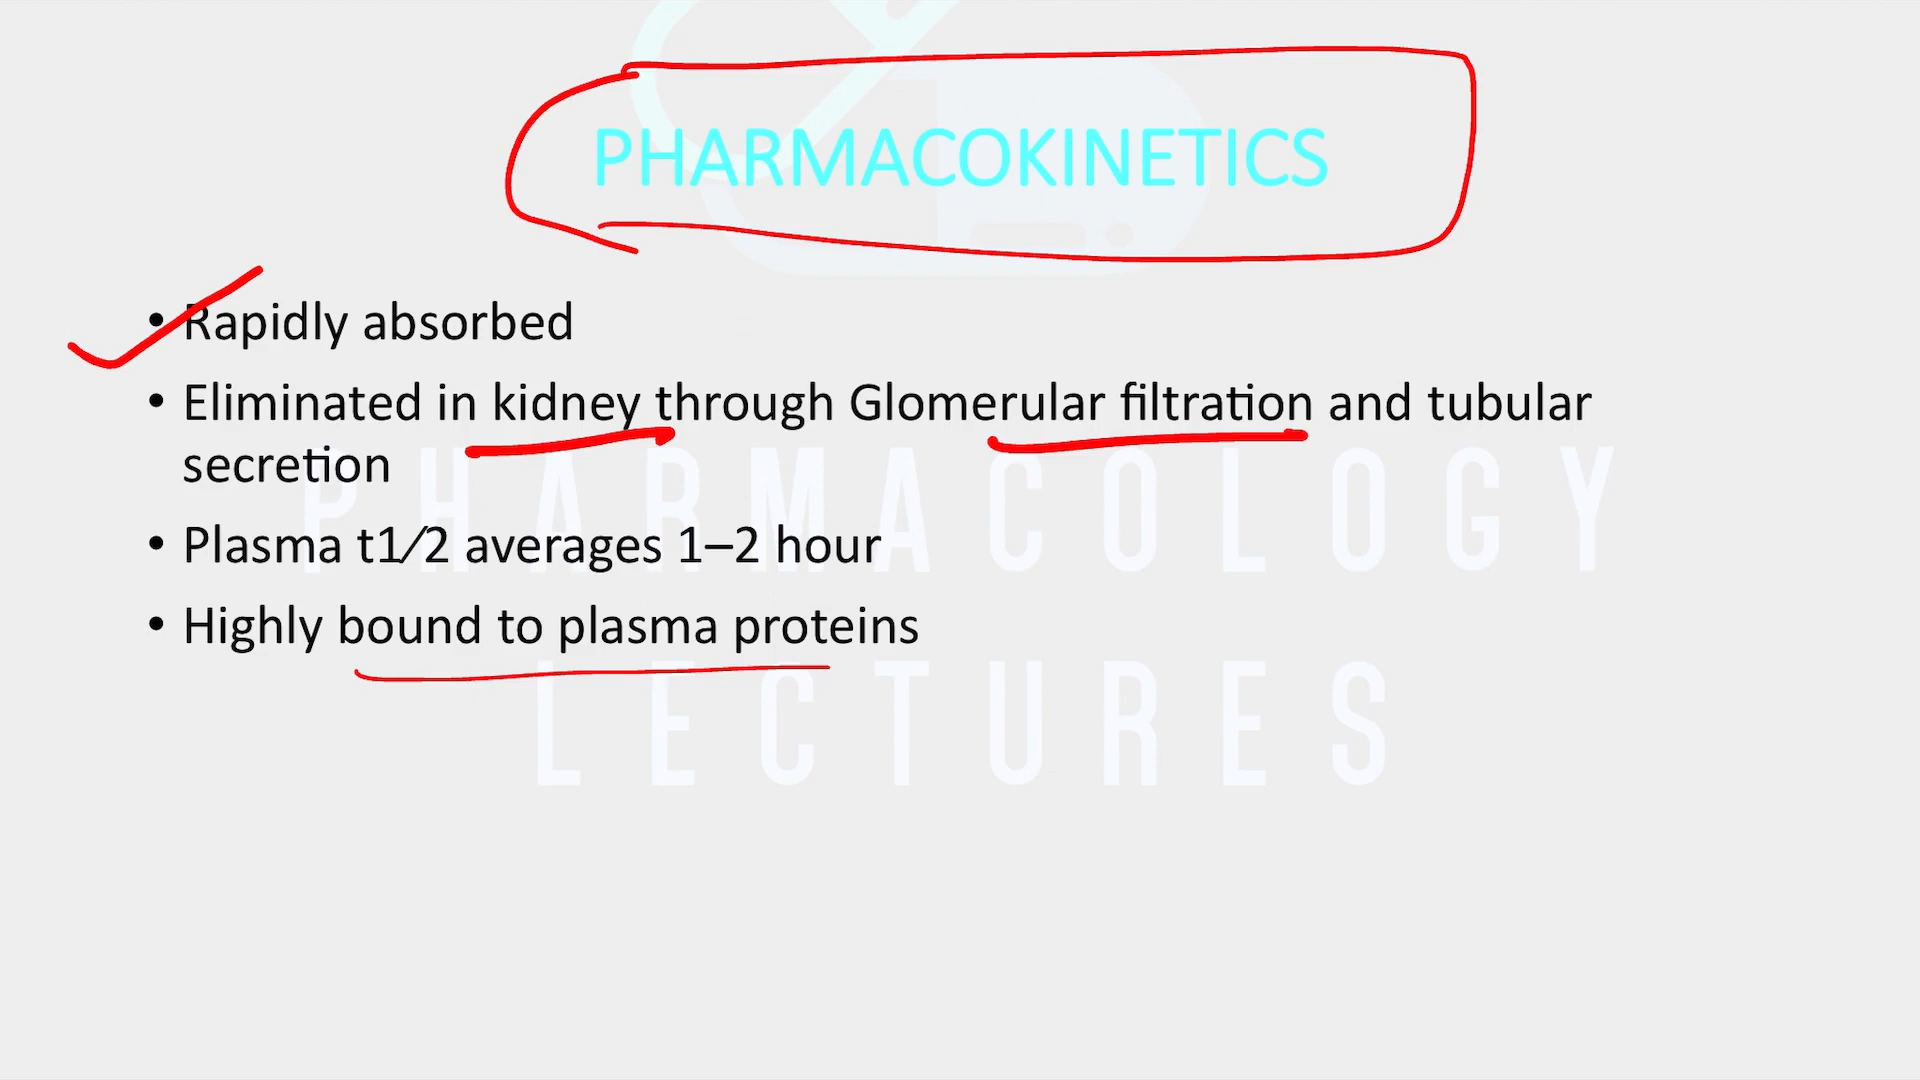 PHARMACOKINETICS
• Rapidly absorbed
• Eliminated in kidney through Glomerular filtration and tubular
secretion
• Plasma t1⁄2 averages 1–2 hour
• Highly bound to plasma proteins
PHARMACOLOGY
LECTURES